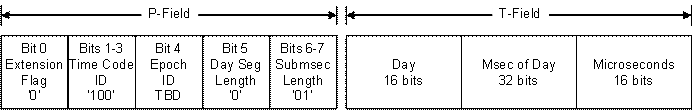 P-Field
T-Field
Bit 0
Extension
Flag
'0'
Bits 1-3
Time Code
ID
'100'
Bit 4
Epoch
ID
TBD
Bit 5
Day Seg
Length
'0'
Bits 6-7
Submsec
Length
'01'
Day
16 bits
Msec of Day
32 bits
Microseconds
16 bits